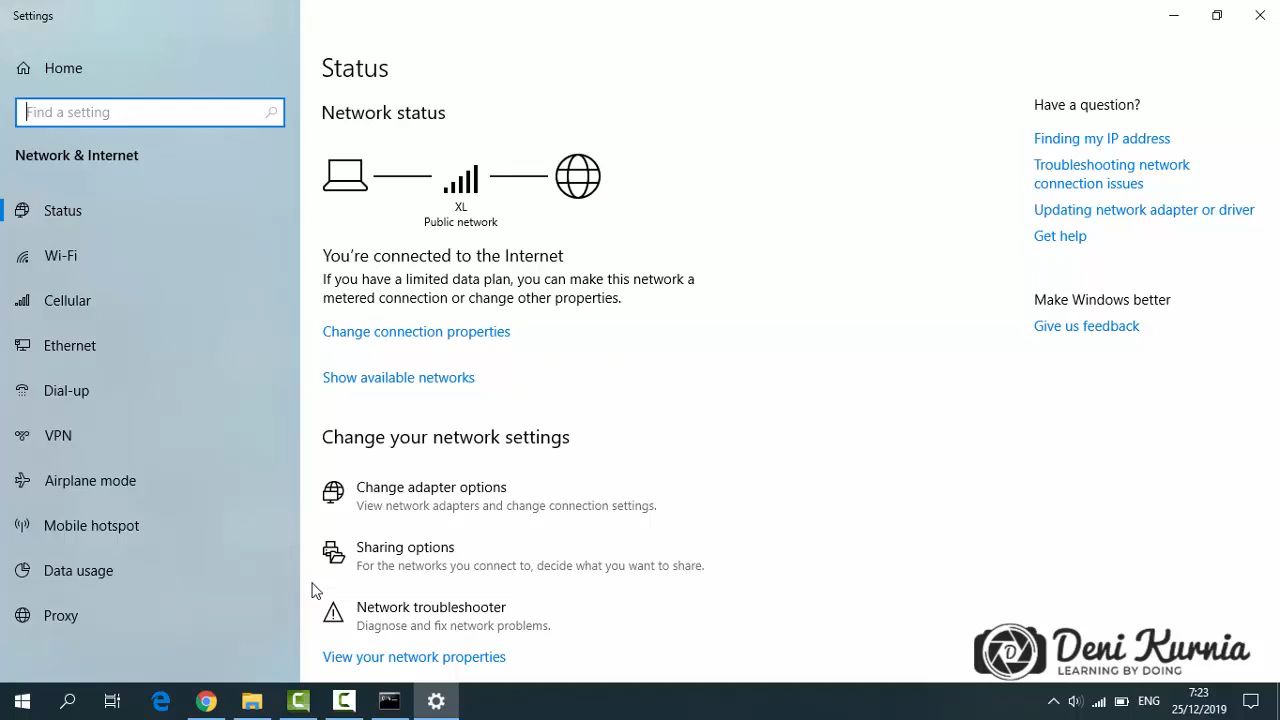 Settings
Home
Find a setting
Network & Internet
Status
Wi-Fi
Cellular
Ethernet
Dial-up
VPN
Airplane mode
Mobile hotspot
Data usage
Proxy
Status
Network status
XL
Public network
You're connected to the Internet
If you have a limited data plan, you can make this network a
metered connection or change other properties.
Change connection properties
Show available networks
Change your network settings
Change adapter options
View network adapters and change connection settings.
Sharing options
For the networks you connect to, decide what you want to share.
Network troubleshooter
Diagnose and fix network problems.
View your network properties
Have a question?
Finding my IP address
Troubleshooting network
connection issues
Updating network adapter or driver
Get help
Make Windows better
Give us feedback
D
Deni Kurnia
LEARNING BY DOING
ENG
7:23
25/12/2019